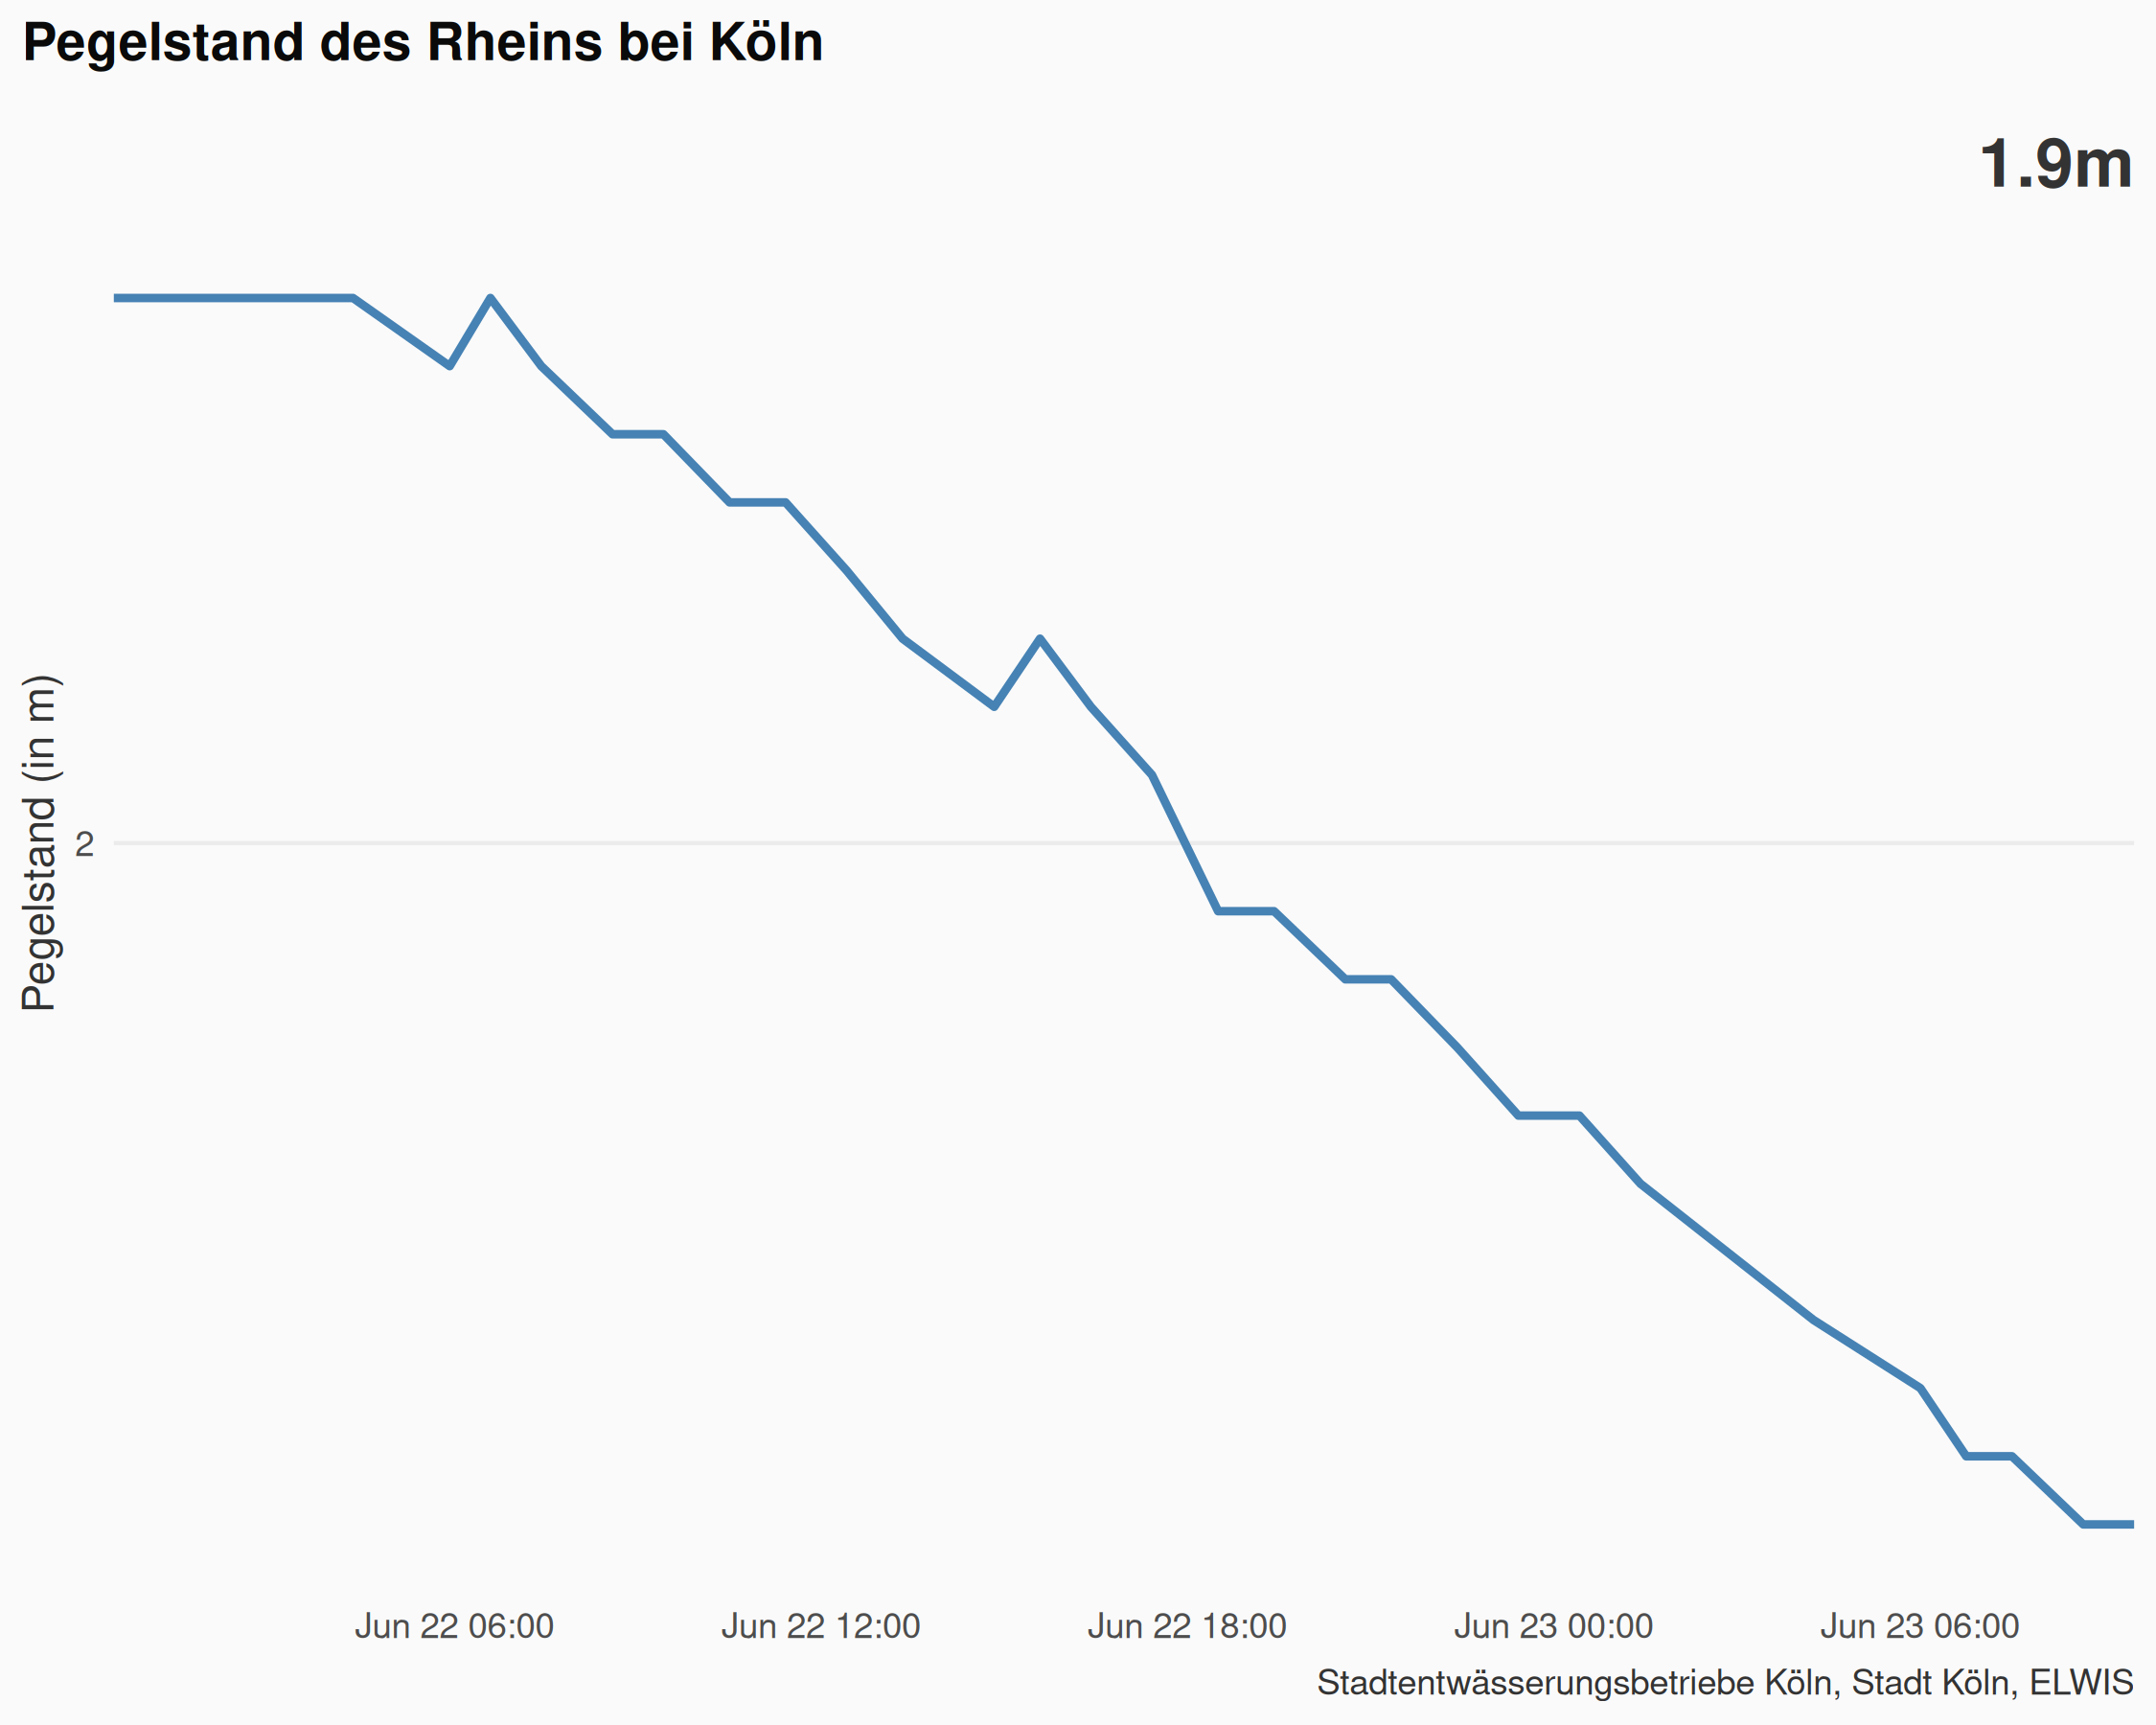 Pegelstand des Rheins bei Köln
1.9m
Pegelstand (in m)
2
Jun 22 06:00
Jun 22 12:00
Jun 22 18:00
Jun 23 00:00
Jun 23 06:00
Stadtentwässerungsbetriebe Köln, Stadt Köln, ELWIS